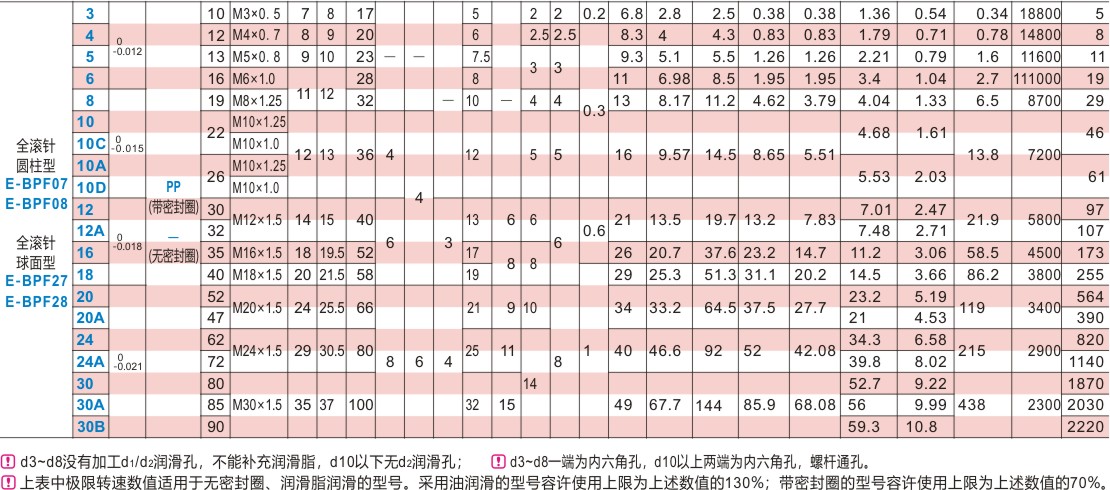 3 10 M3×0.5 7 8 17 5 2 2 0.2 6.8 2.8 2.5 0.38 0.38 1.36 0.54 0.34 18800 5
4 0 -0.012 12 M4×0.7 8 9 20 6 2.5 2.5 8.3 4 4.3 0.83 0.83 1.79 0.71 0.78 14800 8
5 13 M5×0.8 9 10 23 — — 7.5 3 3 9.3 5.1 5.5 1.26 1.26 2.21 0.79 1.6 11600 11
6 16 M6×1.0 11 12 28 8 11 6.98 8.5 1.95 1.95 3.4 1.04 2.7 111000 19
8 19 M8×1.25 32 — 10 — 4 4 0.3 13 8.17 11.2 4.62 3.79 4.04 1.33 6.5 8700 29
10 22 M10×1.25 4.68 1.61 46
全滚针 10C 0 -0.015 M10×1.0
圆柱型 10A 26 M10×1.25 12 13 36 4 12 5 5 16 9.57 14.5 8.65 5.51 5.53 2.03 13.8 7200 61
E-BPF07 10D PP M10×1.0 4
E-BPF08 12 (带密封圈) 30 M12×1.5 14 15 40 13 6 6 21 13.5 19.7 13.2 7.83 7.01 2.47 21.9 5800 97
12A 32 0.6 7.48 2.71 107
全滚针 0 -0.018 — 6 3 6
球面型 16 (无密封圈) 35 M16×1.5 18 19.5 52 17 8 8 26 20.7 37.6 23.2 14.7 11.2 3.06 58.5 4500 173
E-BPF27 18 40 M18×1.5 20 21.5 58 19 29 25.3 51.3 31.1 20.2 14.5 3.66 86.2 3800 255
E-BPF28 20 52 M20×1.5 24 25.5 66 21 9 10 34 33.2 64.5 37.5 27.7 23.2 5.19 119 3400 564
20A 47 21 4.53 390
24 62 M24×1.5 29 30.5 80 25 11 1 40 46.6 92 52 42.08 34.3 6.58 215 2900 820
24A 0 -0.021 72 8 6 4 8 39.8 8.02 1140
30 80 14 52.7 9.22 1870
30A 85 M30×1.5 35 37 100 32 15 49 67.7 144 85.9 68.08 56 9.99 438 2300 2030
30B 90 59.3 10.8 2220
! d3~d8没有加工d1/d2润滑孔，不能补充润滑脂，d10以下无d2润滑孔； ! d3~d8一端为内六角孔，d10以上两端为内六角孔，螺杆通孔。
! 上表中极限转速数值适用于无密封圈、润滑脂润滑的型号。采用油润滑的型号容许使用上限为上述数值的130%；带密封圈的型号容许使用上限为上述数值的70%。